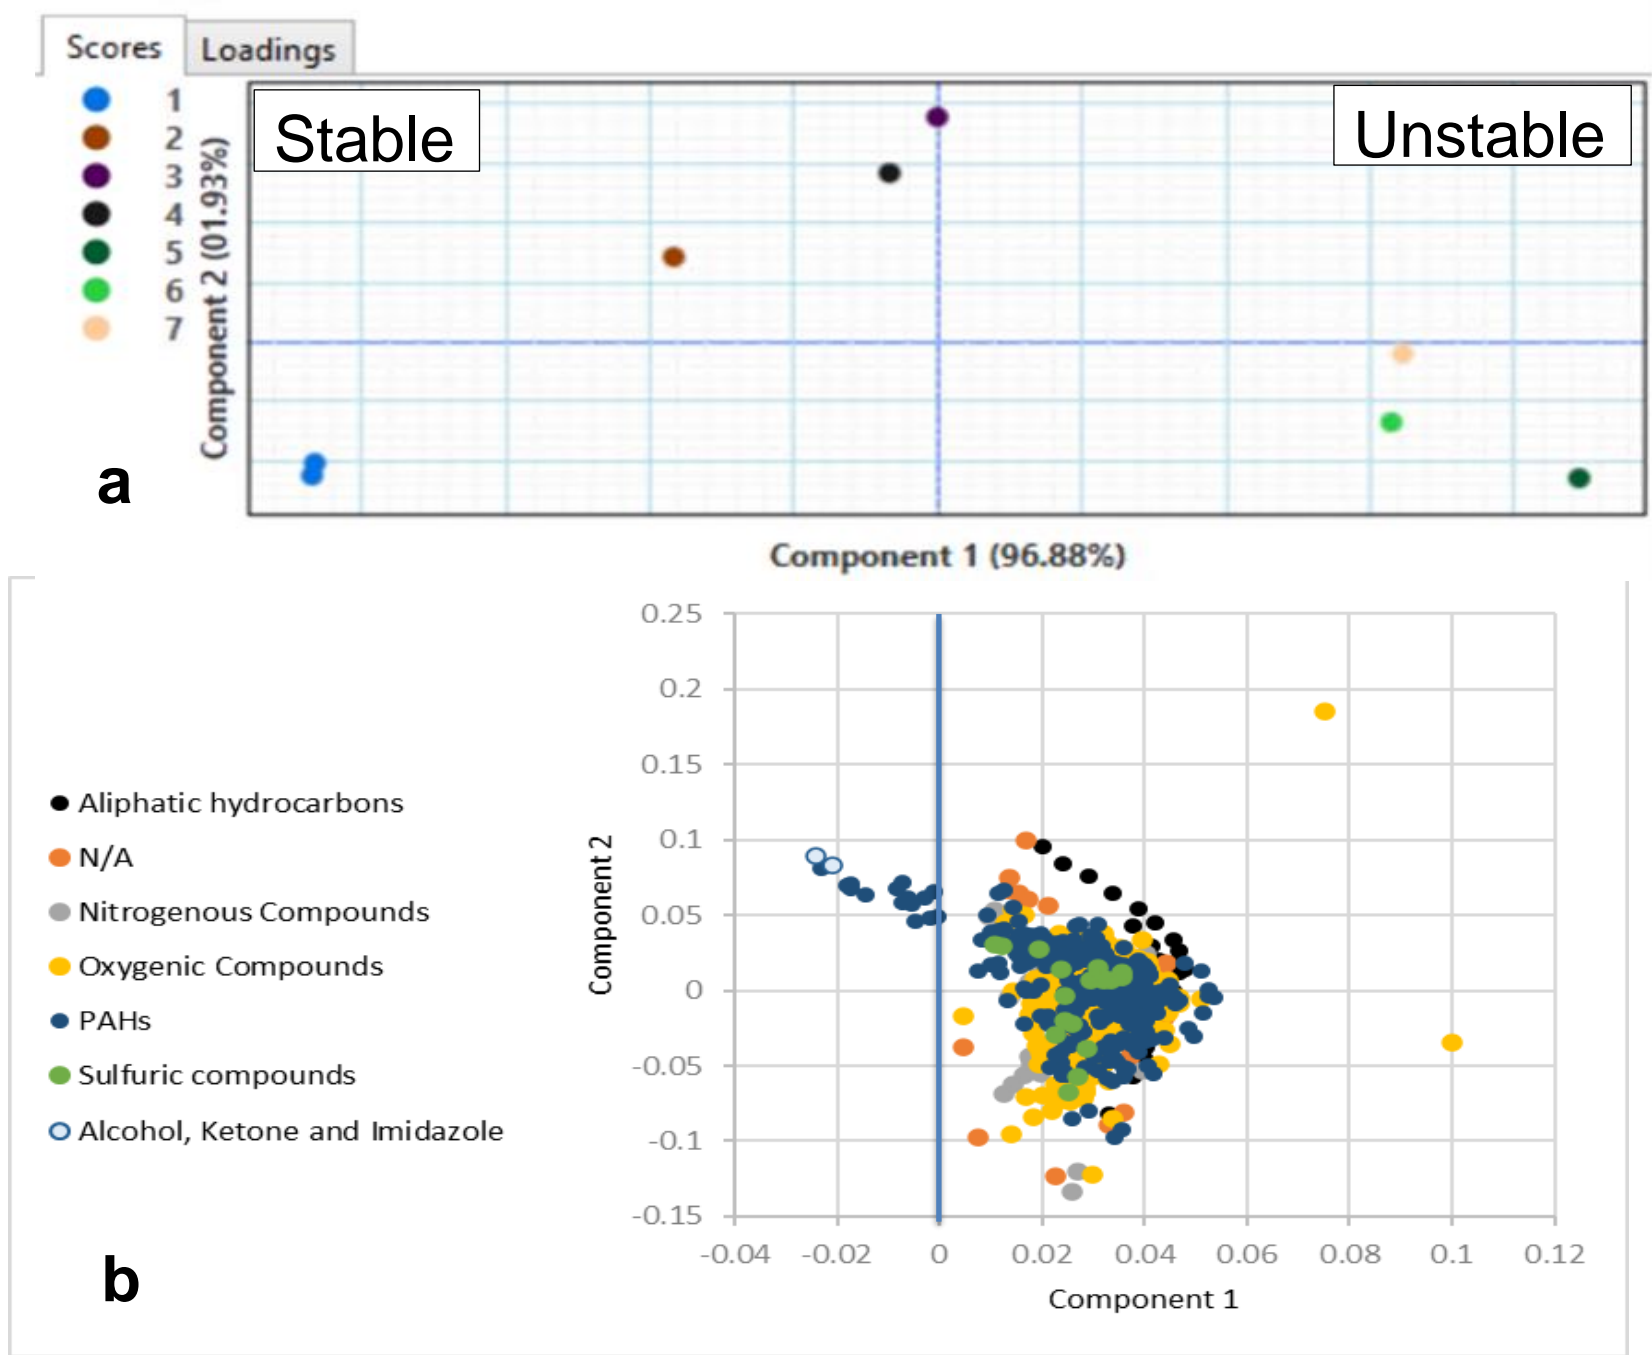 Scores Loadings
1
2
3
4
5
6
7
Component 2 (01.93%)
Stable
Unstable
a
Component 1 (96.88%)
Aliphatic hydrocarbons
N/A
Nitrogenous Compounds
Oxygenic Compounds
PAHs
Sulfuric compounds
Alcohol, Ketone and Imidazole
b
Component 2
0.25
0.2
0.15
0.1
0.05
0
-0.05
-0.1
-0.15
-0.04 -0.02 0 0.02 0.04 0.06 0.08 0.1 0.12
Component 1